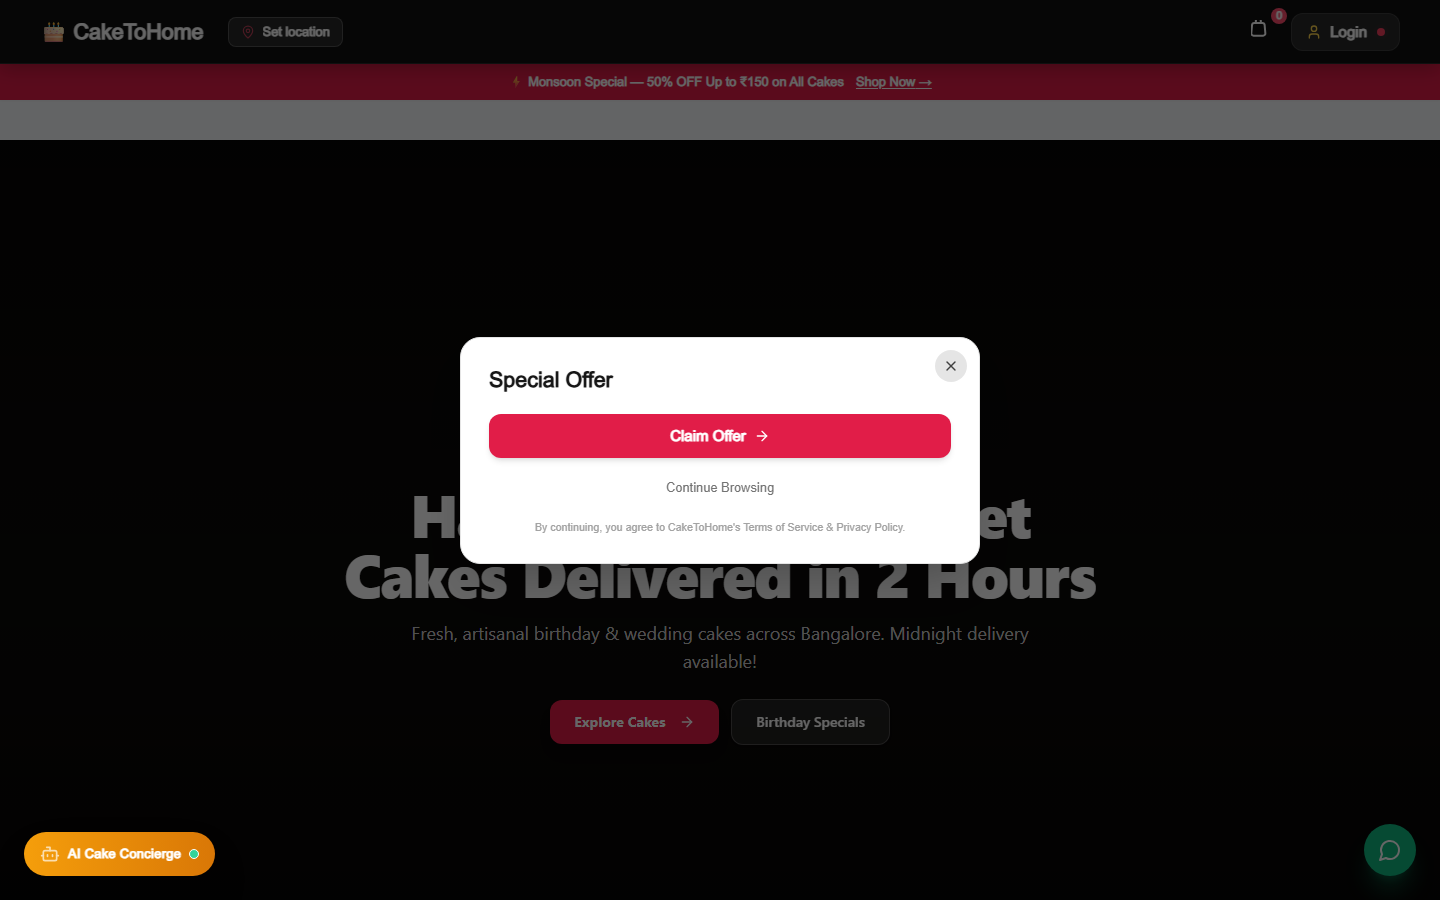 CakeToHome
Set location
0
Login
Monsoon Special — 50% OFF Up to ₹150 on All Cakes Shop Now →
Special Offer
Claim Offer →
Continue Browsing
By continuing, you agree to CakeToHome's Terms of Service & Privacy Policy.
Cakes Delivered in 2 Hours
Fresh, artisanal birthday & wedding cakes across Bangalore. Midnight delivery
available!
Explore Cakes →
Birthday Specials
AI Cake Concierge